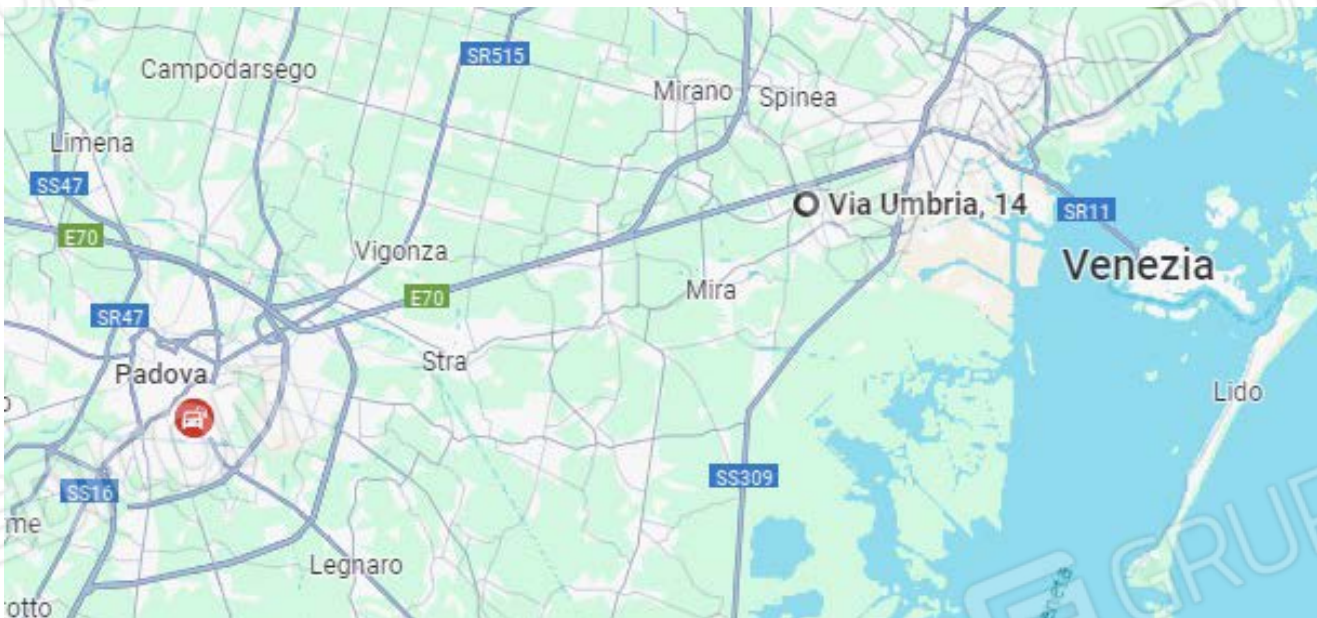 SR515
Campodarsego
Mirano
Spinea
Limena
SS47
Via Umbria, 14
SR11
E70
Vigonza
Venezia
E70
Mira
SR47
Stra
Padova
Lido
SS309
SS16
me
Legnaro
rotto
GRUP